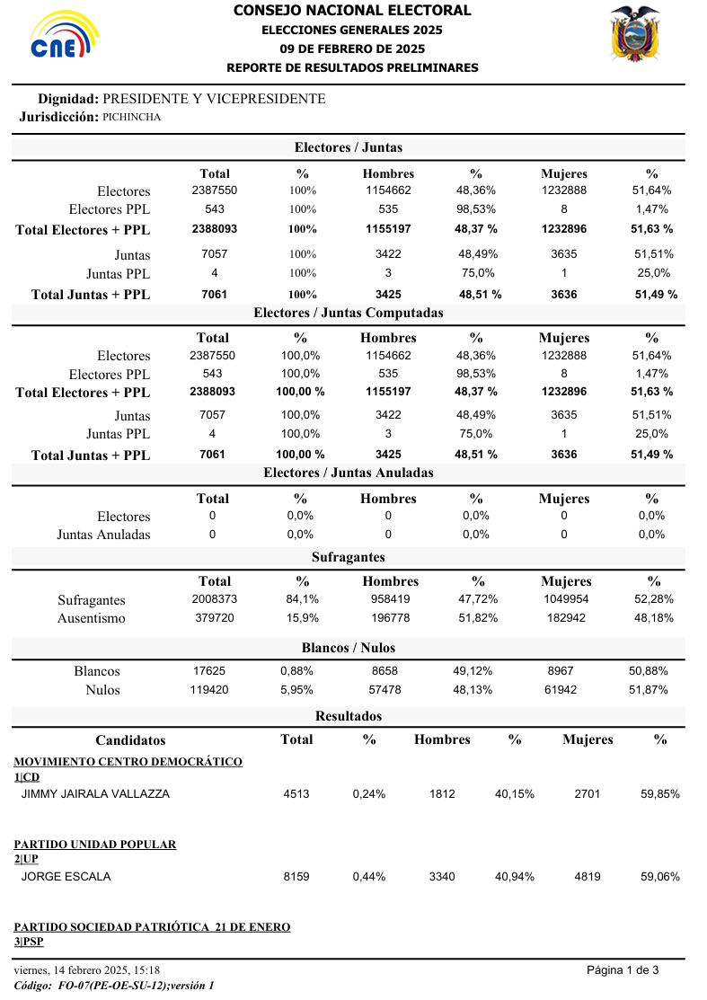 CNE
CONSEJO NACIONAL ELECTORAL
ELECCIONES GENERALES 2025
09 DE FEBRERO DE 2025
REPORTE DE RESULTADOS PRELIMINARES
Dignidad: PRESIDENTE Y VICEPRESIDENTE
Jurisdicción: PICHINCHA
Electores / Juntas
Total % Hombres % Mujeres %
Electores 2387550 100% 1154662 48,36% 1232888 51,64%
Electores PPL 543 100% 535 98,53% 8 1,47%
Total Electores + PPL 2388093 100% 1155197 48,37 % 1232896 51,63 %
Juntas 7057 100% 3422 48,49% 3635 51,51%
Juntas PPL 4 100% 3 75,0% 1 25,0%
Total Juntas + PPL 7061 100% 3425 48,51 % 3636 51,49 %
Electores / Juntas Computadas
Total % Hombres % Mujeres %
Electores 2387550 100,0% 1154662 48,36% 1232888 51,64%
Electores PPL 543 100,0% 535 98,53% 8 1,47%
Total Electores + PPL 2388093 100,00 % 1155197 48,37 % 1232896 51,63 %
Juntas 7057 100,0% 3422 48,49% 3635 51,51%
Juntas PPL 4 100,0% 3 75,0% 1 25,0%
Total Juntas + PPL 7061 100,00 % 3425 48,51 % 3636 51,49 %
Electores / Juntas Anuladas
Total % Hombres % Mujeres %
Electores 0 0,0% 0 0,0% 0 0,0%
Juntas Anuladas 0 0,0% 0 0,0% 0 0,0%
Sufragantes
Total % Hombres % Mujeres %
Sufragantes 2008373 84,1% 958419 47,72% 1049954 52,28%
Ausentismo 379720 15,9% 196778 51,82% 182942 48,18%
Blancos / Nulos
Blancos 17625 0,88% 8658 49,12% 8967 50,88%
Nulos 119420 5,95% 57478 48,13% 61942 51,87%
Resultados
Candidatos Total % Hombres % Mujeres %
MOVIMIENTO CENTRO DEMOCRÁTICO
1|CD
JIMMY JAIRALA VALLAZZA 4513 0,24% 1812 40,15% 2701 59,85%
PARTIDO UNIDAD POPULAR
2|UP
JORGE ESCALA 8159 0,44% 3340 40,94% 4819 59,06%
PARTIDO SOCIEDAD PATRIÓTICA 21 DE ENERO
3|PSP
viernes, 14 febrero 2025, 15:18 Página 1 de 3
Código: FO-07(PE-OE-SU-12);versión 1